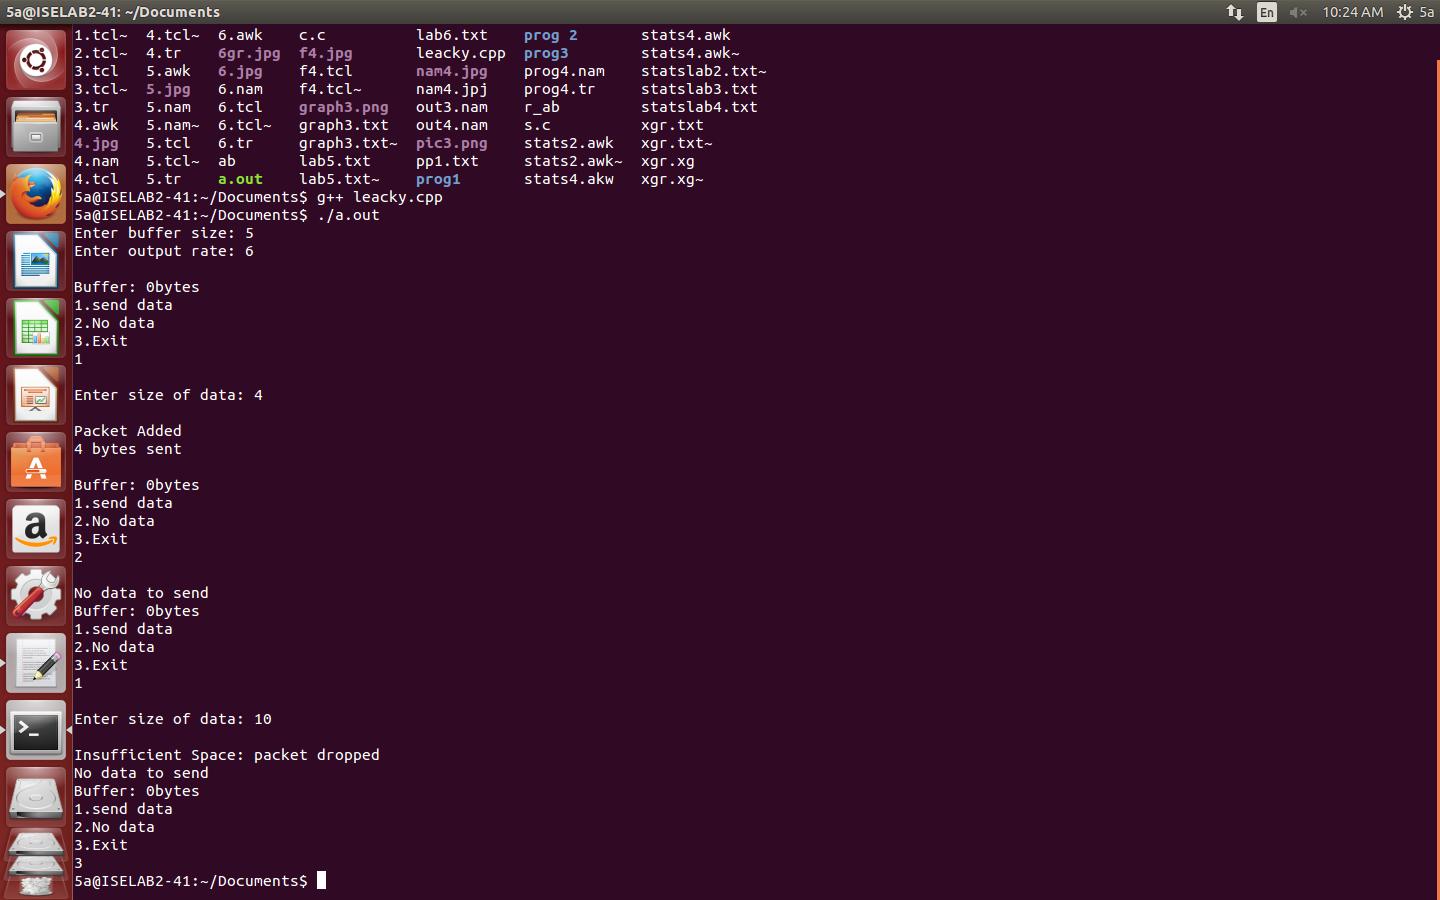 5a@ISELAB2-41: ~/Documents
En
10:24 AM
5a
1.tcl~ 4.tcl~ 6.awk c.c lab6.txt prog 2 stats4.awk
2.tcl~ 4.tr 6gr.jpg f4.jpg leacky.cpp prog3 stats4.awk~
3.tcl 5.awk 6.jpg f4.tcl nam4.jpg prog4.nam statslab2.txt~
3.tcl~ 5.jpg 6.nam f4.tcl~ nam4.jpj prog4.tr statslab3.txt
3.tr 5.nam 6.tcl graph3.png out3.nam r_ab statslab4.txt
4.awk 5.nam~ 6.tcl~ graph3.txt out4.nam s.c xgr.txt
4.jpg 5.tcl 6.tr graph3.txt~ pic3.png stats2.awk xgr.txt~
4.nam 5.tcl~ ab lab5.txt pp1.txt stats2.awk~ xgr.xg
4.tcl 5.tr a.out lab5.txt~ prog1 stats4.akw xgr.xg~
5a@ISELAB2-41:~/Documents$ g++ leacky.cpp
5a@ISELAB2-41:~/Documents$ ./a.out
Enter buffer size: 5
Enter output rate: 6
Buffer: 0bytes
1.send data
2.No data
3.Exit
1
Enter size of data: 4
Packet Added
4 bytes sent
Buffer: 0bytes
1.send data
2.No data
3.Exit
2
No data to send
Buffer: 0bytes
1.send data
2.No data
3.Exit
1
Enter size of data: 10
Insufficient Space: packet dropped
No data to send
Buffer: 0bytes
1.send data
2.No data
3.Exit
3
5a@ISELAB2-41:~/Documents$